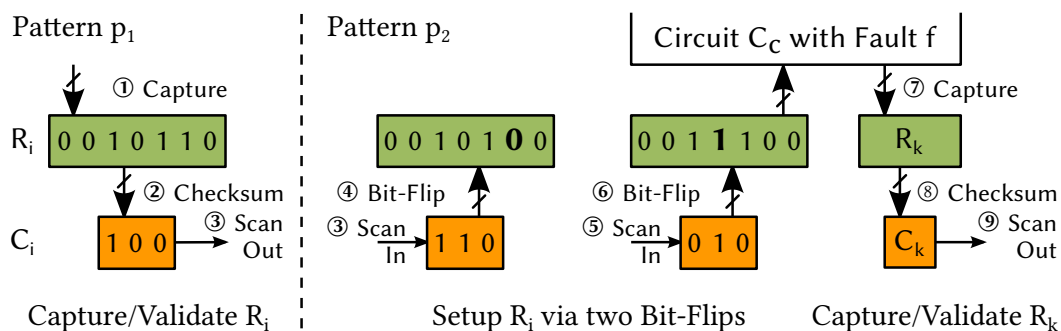 Pattern p1
Pattern p2
Circuit CC with Fault f
① Capture
⑦ Capture
Ri
0 0 1 0 1 1 0
0 0 1 0 1 0 0
0 0 1 1 1 0 0
Rk
② Checksum
④ Bit-Flip
⑥ Bit-Flip
⑧ Checksum
③ Scan
Out
③ Scan
In
⑤ Scan
In
⑨ Scan
Out
Ci
1 0 0
1 1 0
0 1 0
Ck
Capture/Validate Ri
Setup Ri via two Bit-Flips
Capture/Validate Rk